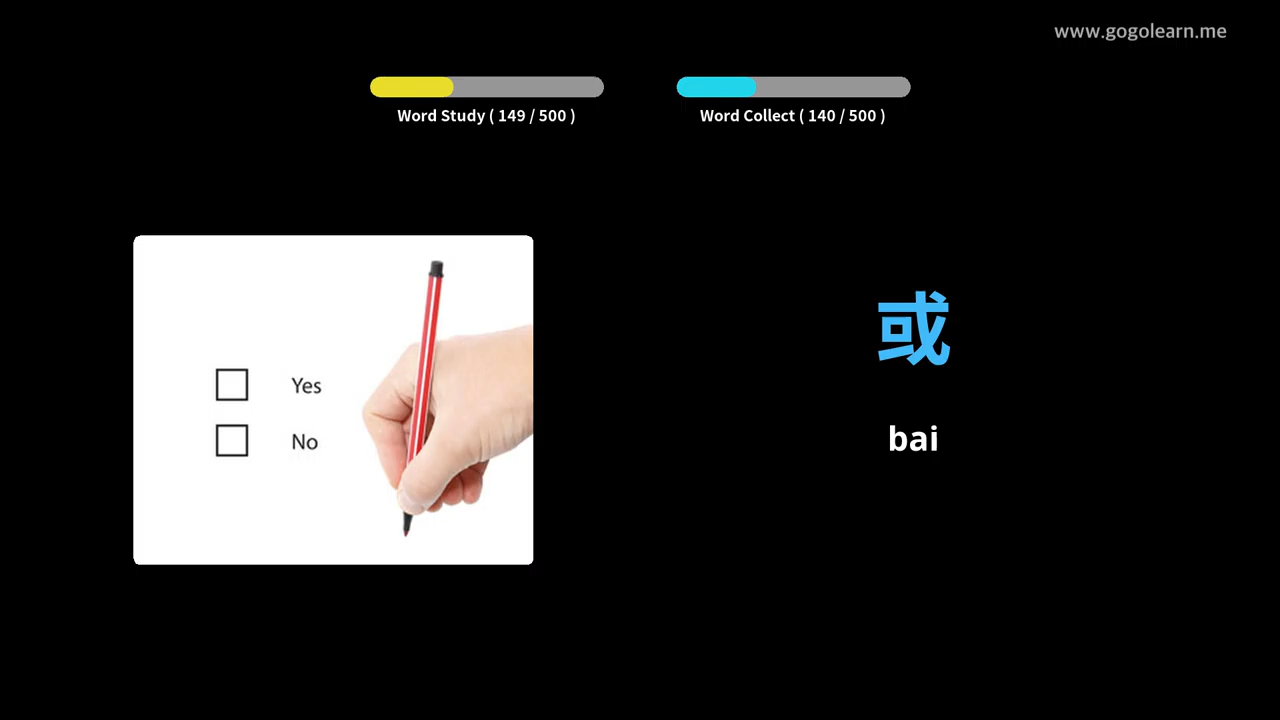 www.gogolearn.me
Word Study ( 149 / 500 )
Word Collect ( 140 / 500 )
Yes
No
或
bai